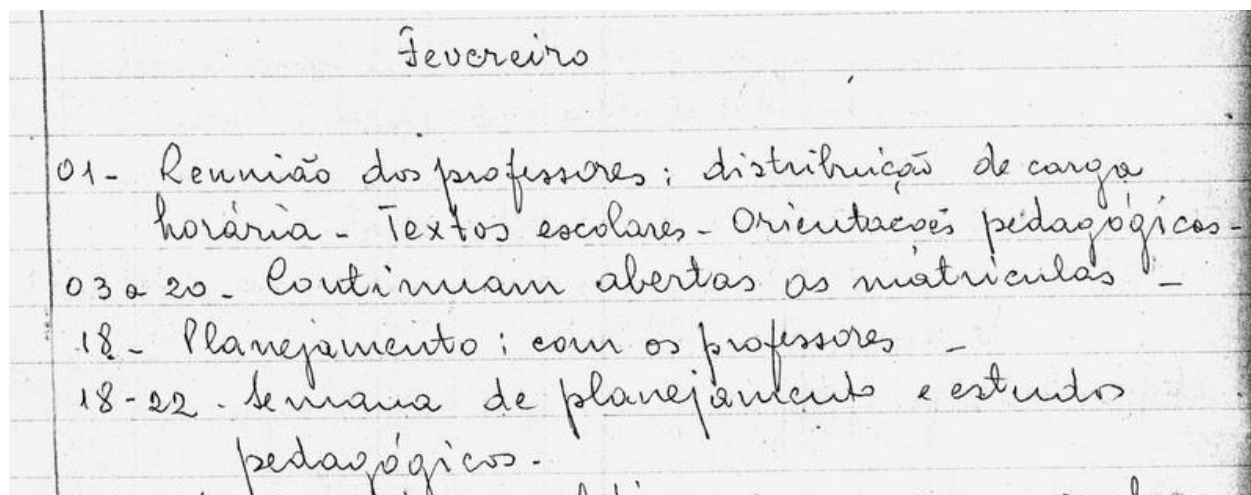 Fevereiro
01- Reunião dos professores; distribuição de carga
horária - Textos escolares - Orientações pedagógicas -
03 a 20 - Continuam abertas as matrículas -
18 - Planejamento; com os professores -
18-22 - Semana de planejamento e estudos
pedagógicos -